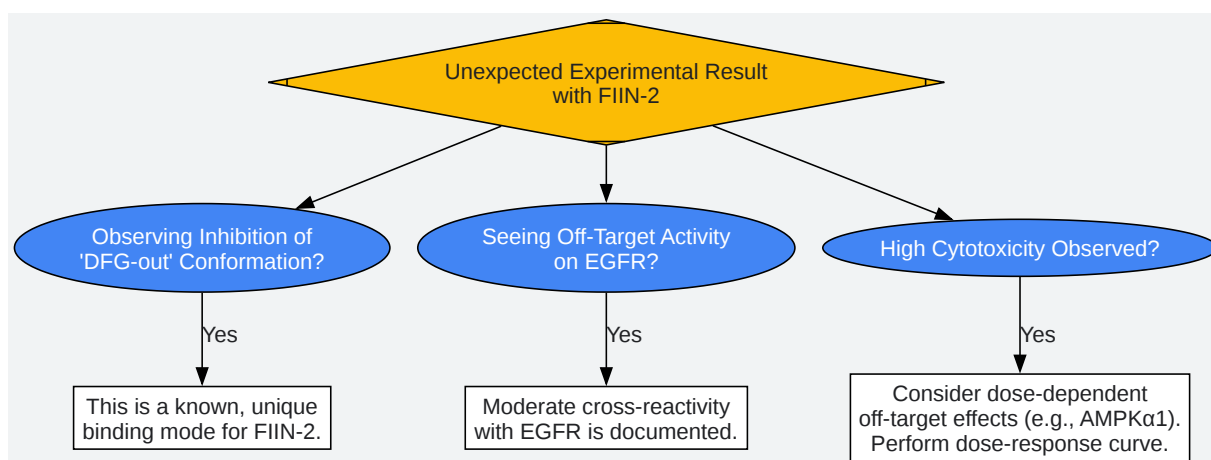 Unexpected Experimental Result
with FIIN-2
Observing Inhibition of
'DFG-out' Conformation?
Seeing Off-Target Activity
on EGFR?
High Cytotoxicity Observed?
Yes
Yes
Yes
This is a known, unique
binding mode for FIIN-2.
Moderate cross-reactivity
with EGFR is documented.
Consider dose-dependent
off-target effects (e.g., AMPKα1).
Perform dose-response curve.